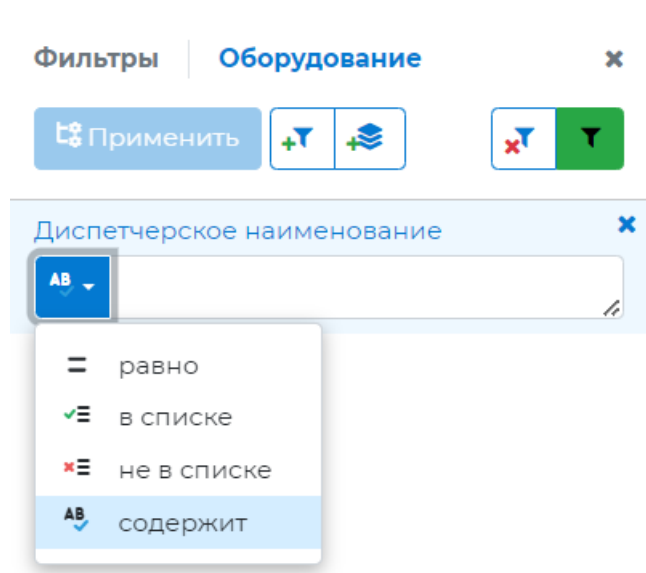 Фильтры Оборудование
Применить
Диспетчерское наименование
AB
равно
в списке
не в списке
AB содержит